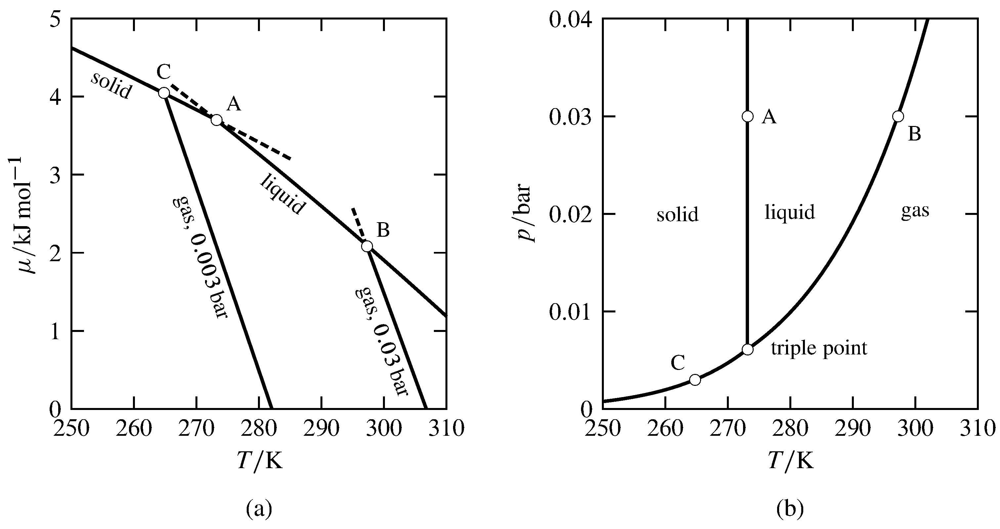 5
4
3
2
1
0
250 260 270 280 290 300 310
μ/kJ mol⁻¹
T/K
solid
C
A
liquid
B
gas, 0.003 bar
gas, 0.03 bar
(a)
0.04
0.03
0.02
0.01
0
250 260 270 280 290 300 310
p/bar
T/K
A
B
solid
liquid
gas
triple point
C
(b)